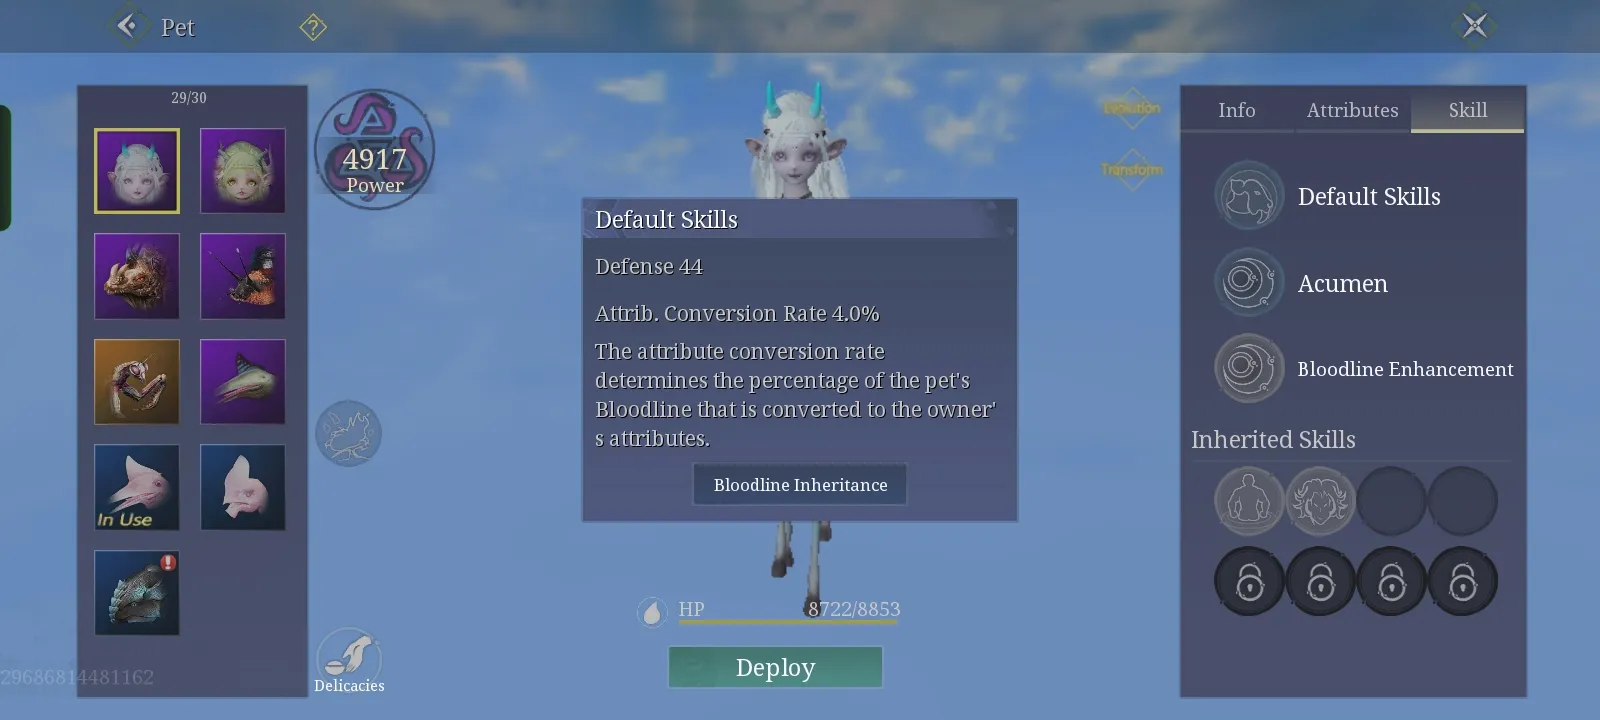 Pet
?
29/30
4917
Power
In Use
Delicacies
29686814481162
Default Skills
Defense 44
Attrib. Conversion Rate 4.0%
The attribute conversion rate
determines the percentage of the pet's
Bloodline that is converted to the owner'
s attributes.
Bloodline Inheritance
HP
8722/8853
Deploy
Evolution
Transform
Info
Attributes
Skill
Default Skills
Acumen
Bloodline Enhancement
Inherited Skills